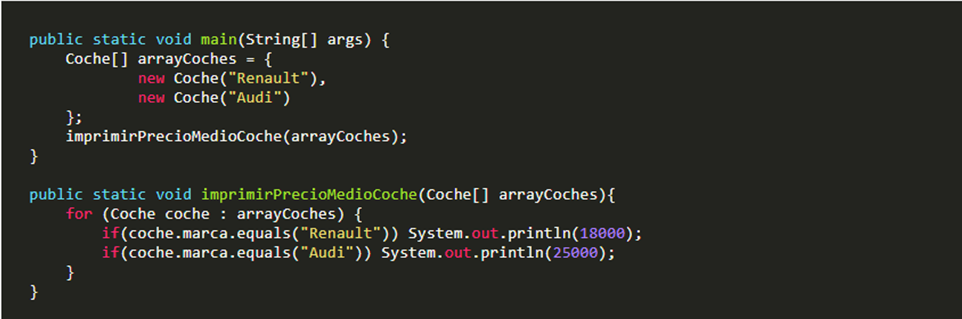 public static void main(String[] args) {
    Coche[] arrayCoches = {
            new Coche("Renault"),
            new Coche("Audi")
    };
    imprimirPrecioMedioCoche(arrayCoches);
}

public static void imprimirPrecioMedioCoche(Coche[] arrayCoches){
    for (Coche coche : arrayCoches) {
        if(coche.marca.equals("Renault")) System.out.println(18000);
        if(coche.marca.equals("Audi")) System.out.println(25000);
    }
}